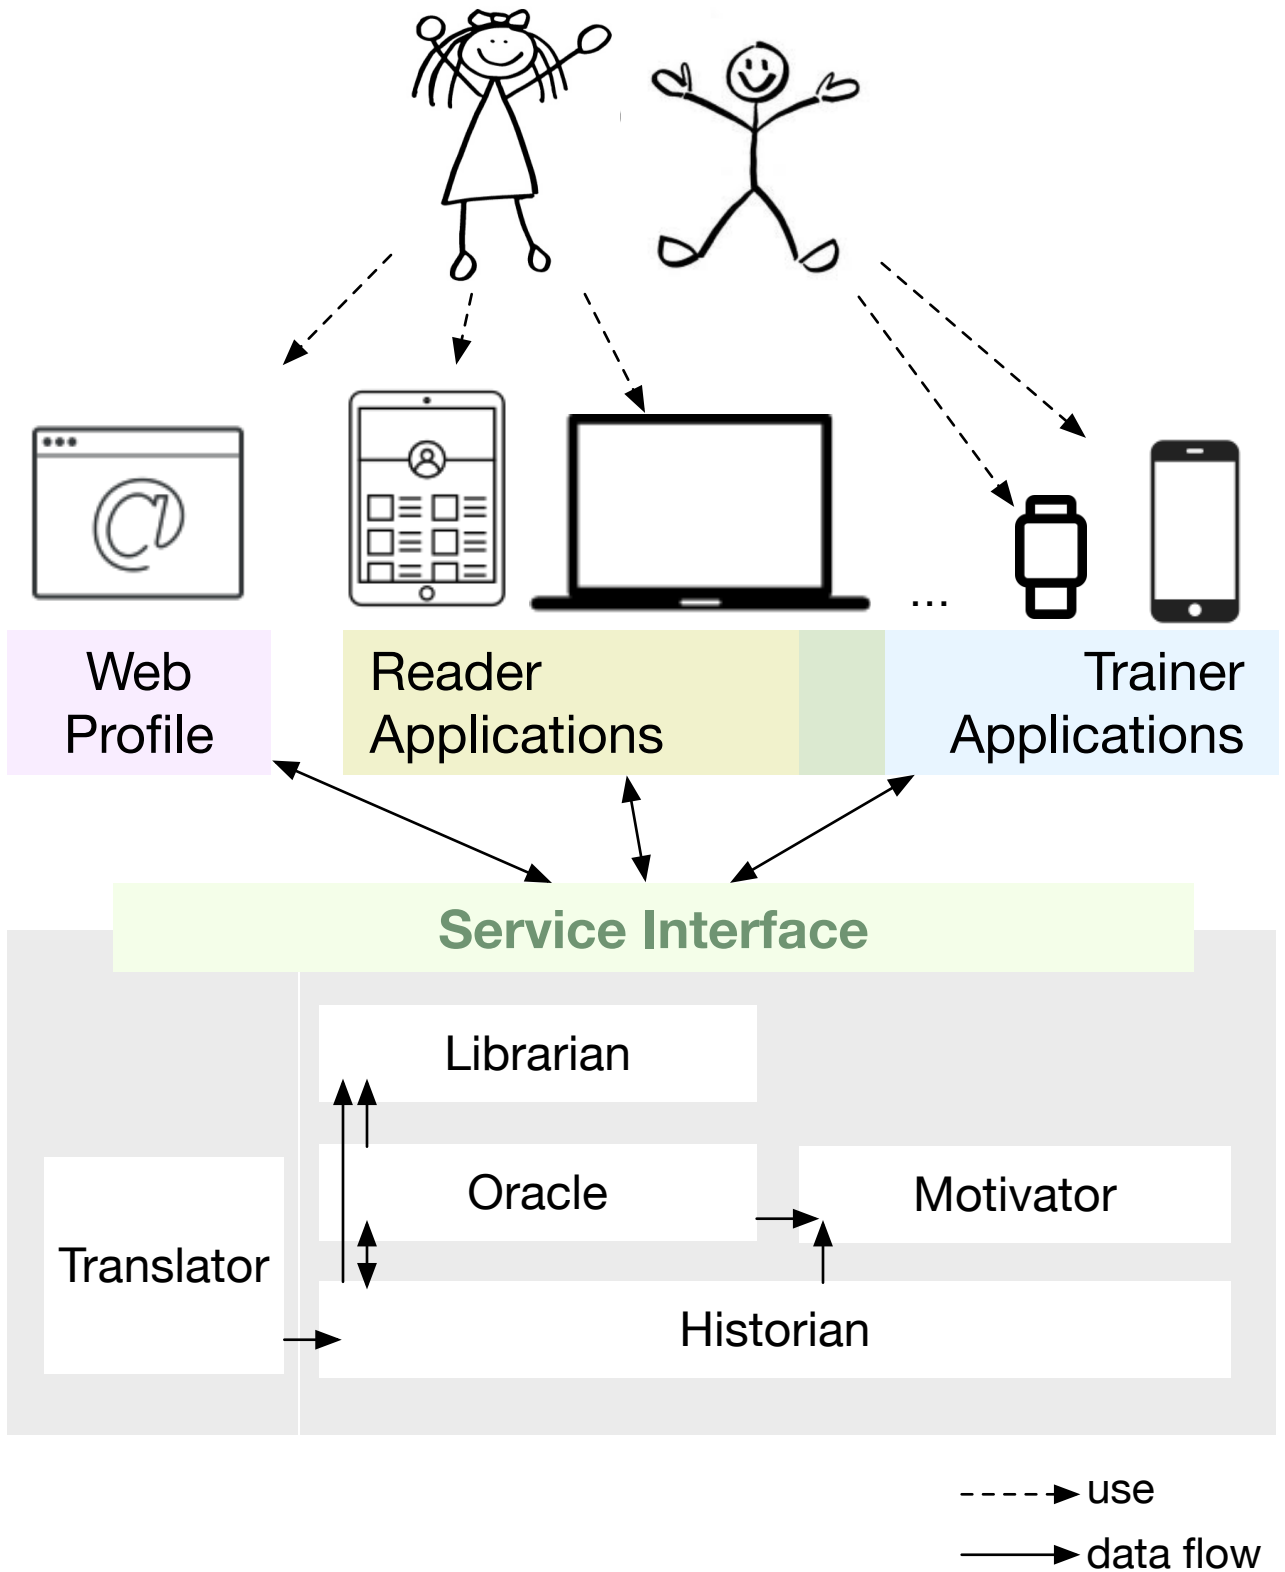 ...
Web
Profile
Reader
Applications
Trainer
Applications
Service Interface
Librarian
Oracle
Motivator
Translator
Historian
use
data flow